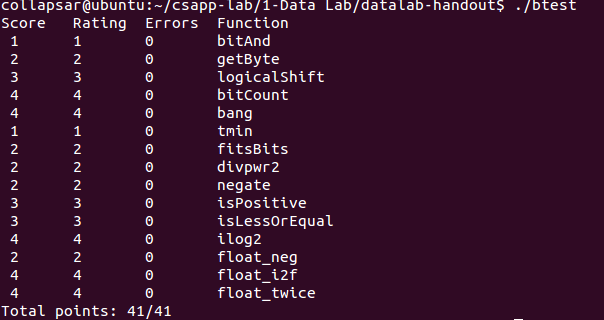 collapsar@ubuntu:~/csapp-lab/1-Data Lab/datalab-handout$ ./btest
Score Rating Errors Function
1 1 0 bitAnd
2 2 0 getByte
3 3 0 logicalShift
4 4 0 bitCount
4 4 0 bang
1 1 0 tmin
2 2 0 fitsBits
2 2 0 divpwr2
2 2 0 negate
3 3 0 isPositive
3 3 0 isLessOrEqual
4 4 0 ilog2
2 2 0 float_neg
4 4 0 float_i2f
4 4 0 float_twice
Total points: 41/41